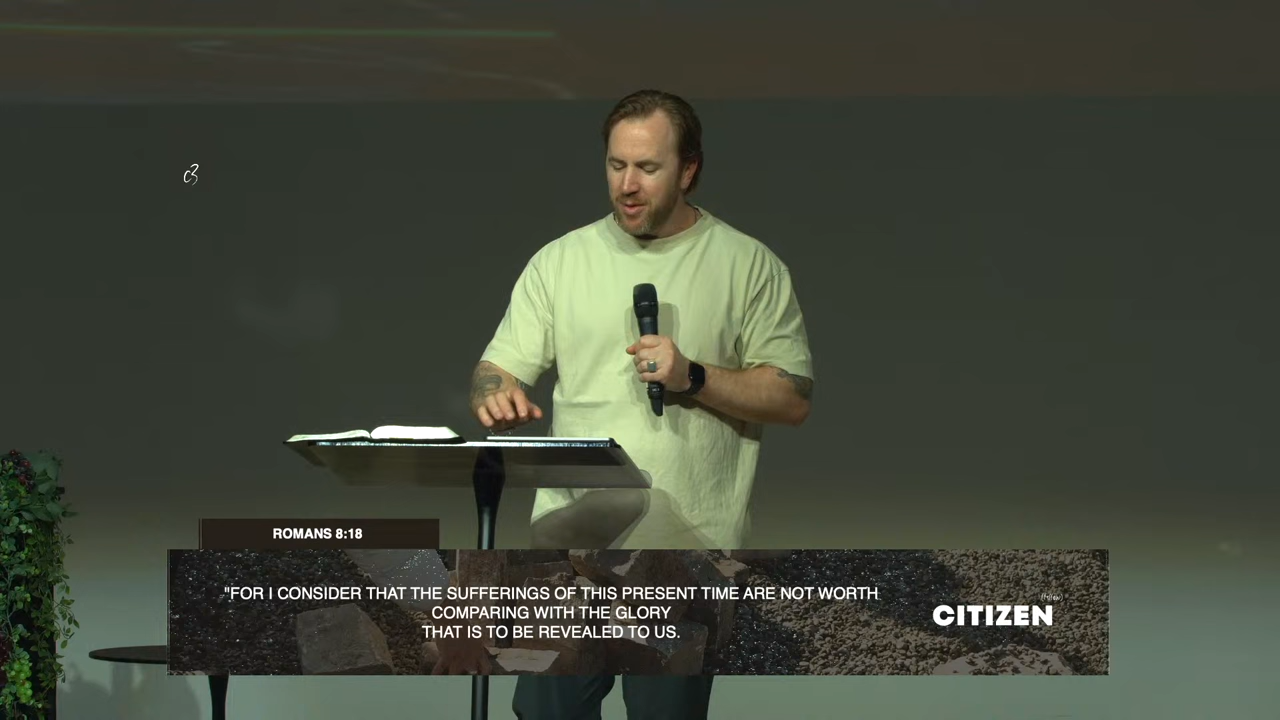 c3
ROMANS 8:18
"FOR I CONSIDER THAT THE SUFFERINGS OF THIS PRESENT TIME ARE NOT WORTH
COMPARING WITH THE GLORY
THAT IS TO BE REVEALED TO US.
CITIZEN